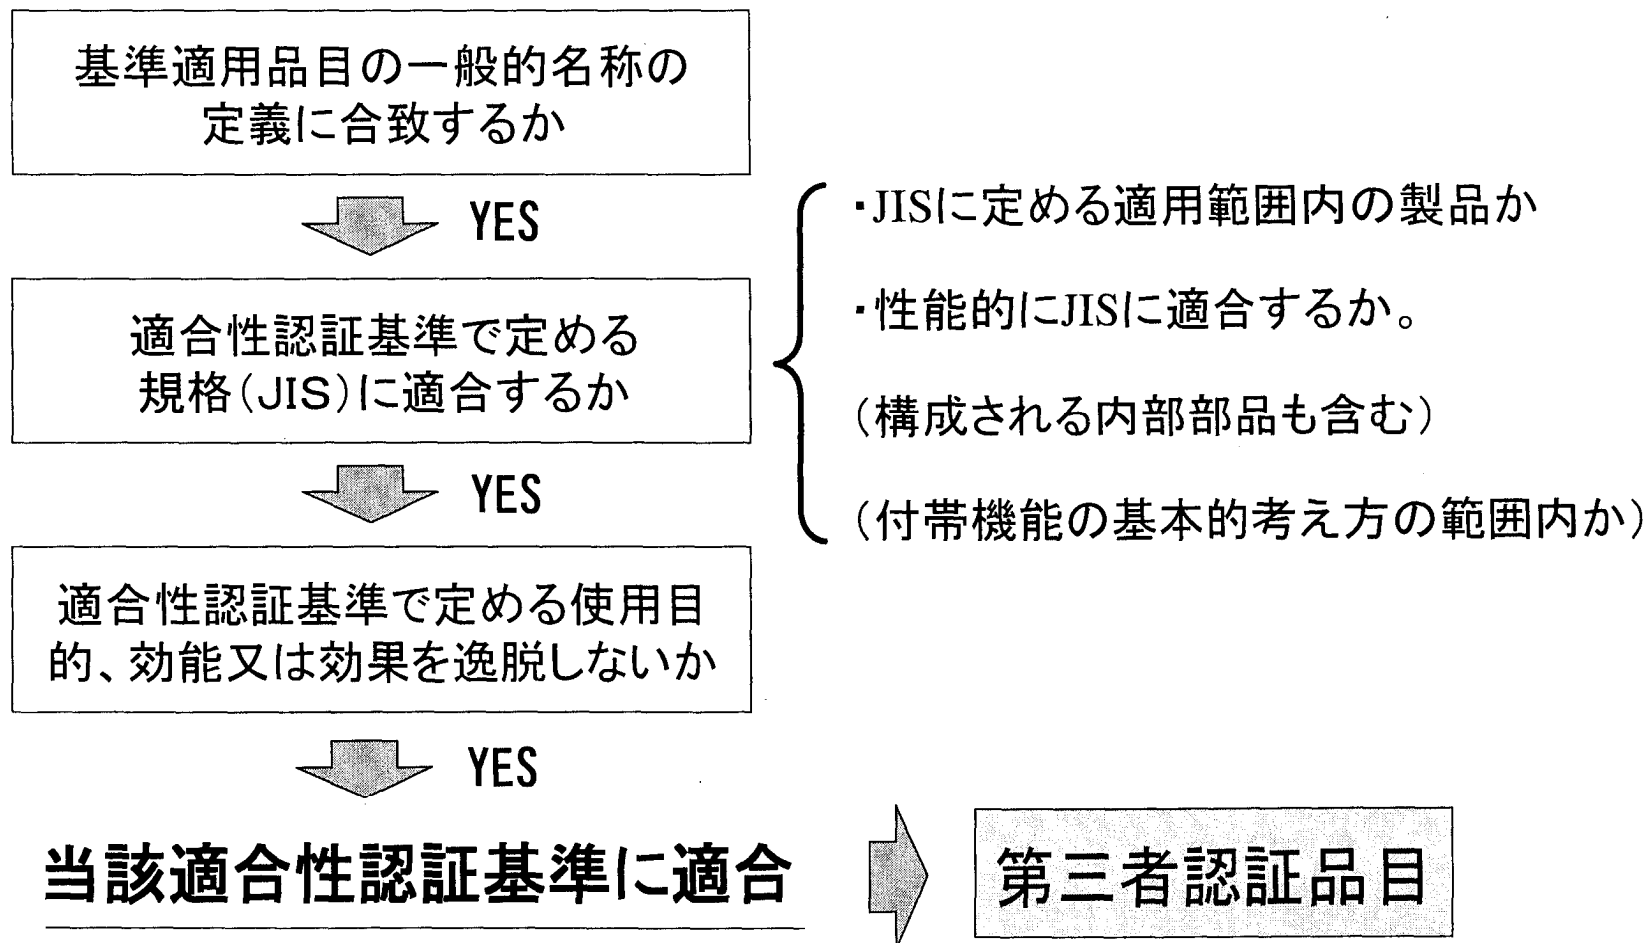 基準適用品目の一般的名称の
定義に合致するか
YES
適合性認証基準で定める
規格(JIS)に適合するか
・JISに定める適用範囲内の製品か
・性能的にJISに適合するか。
(構成される内部部品も含む)
(付帯機能の基本的考え方の範囲内か)
YES
適合性認証基準で定める使用目
的、効能又は効果を逸脱しないか
YES
当該適合性認証基準に適合
第三者認証品目